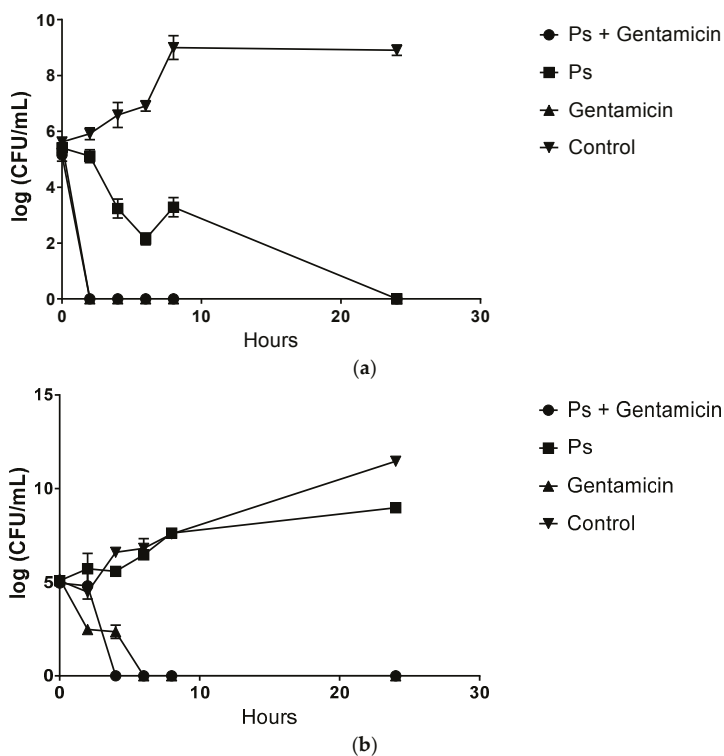 10
8
6
4
2
0
log (CFU/mL)
0 10 20 30
Hours
Ps + Gentamicin
Ps
Gentamicin
Control
(a)
15
10
5
0
log (CFU/mL)
0 10 20 30
Hours
Ps + Gentamicin
Ps
Gentamicin
Control
(b)